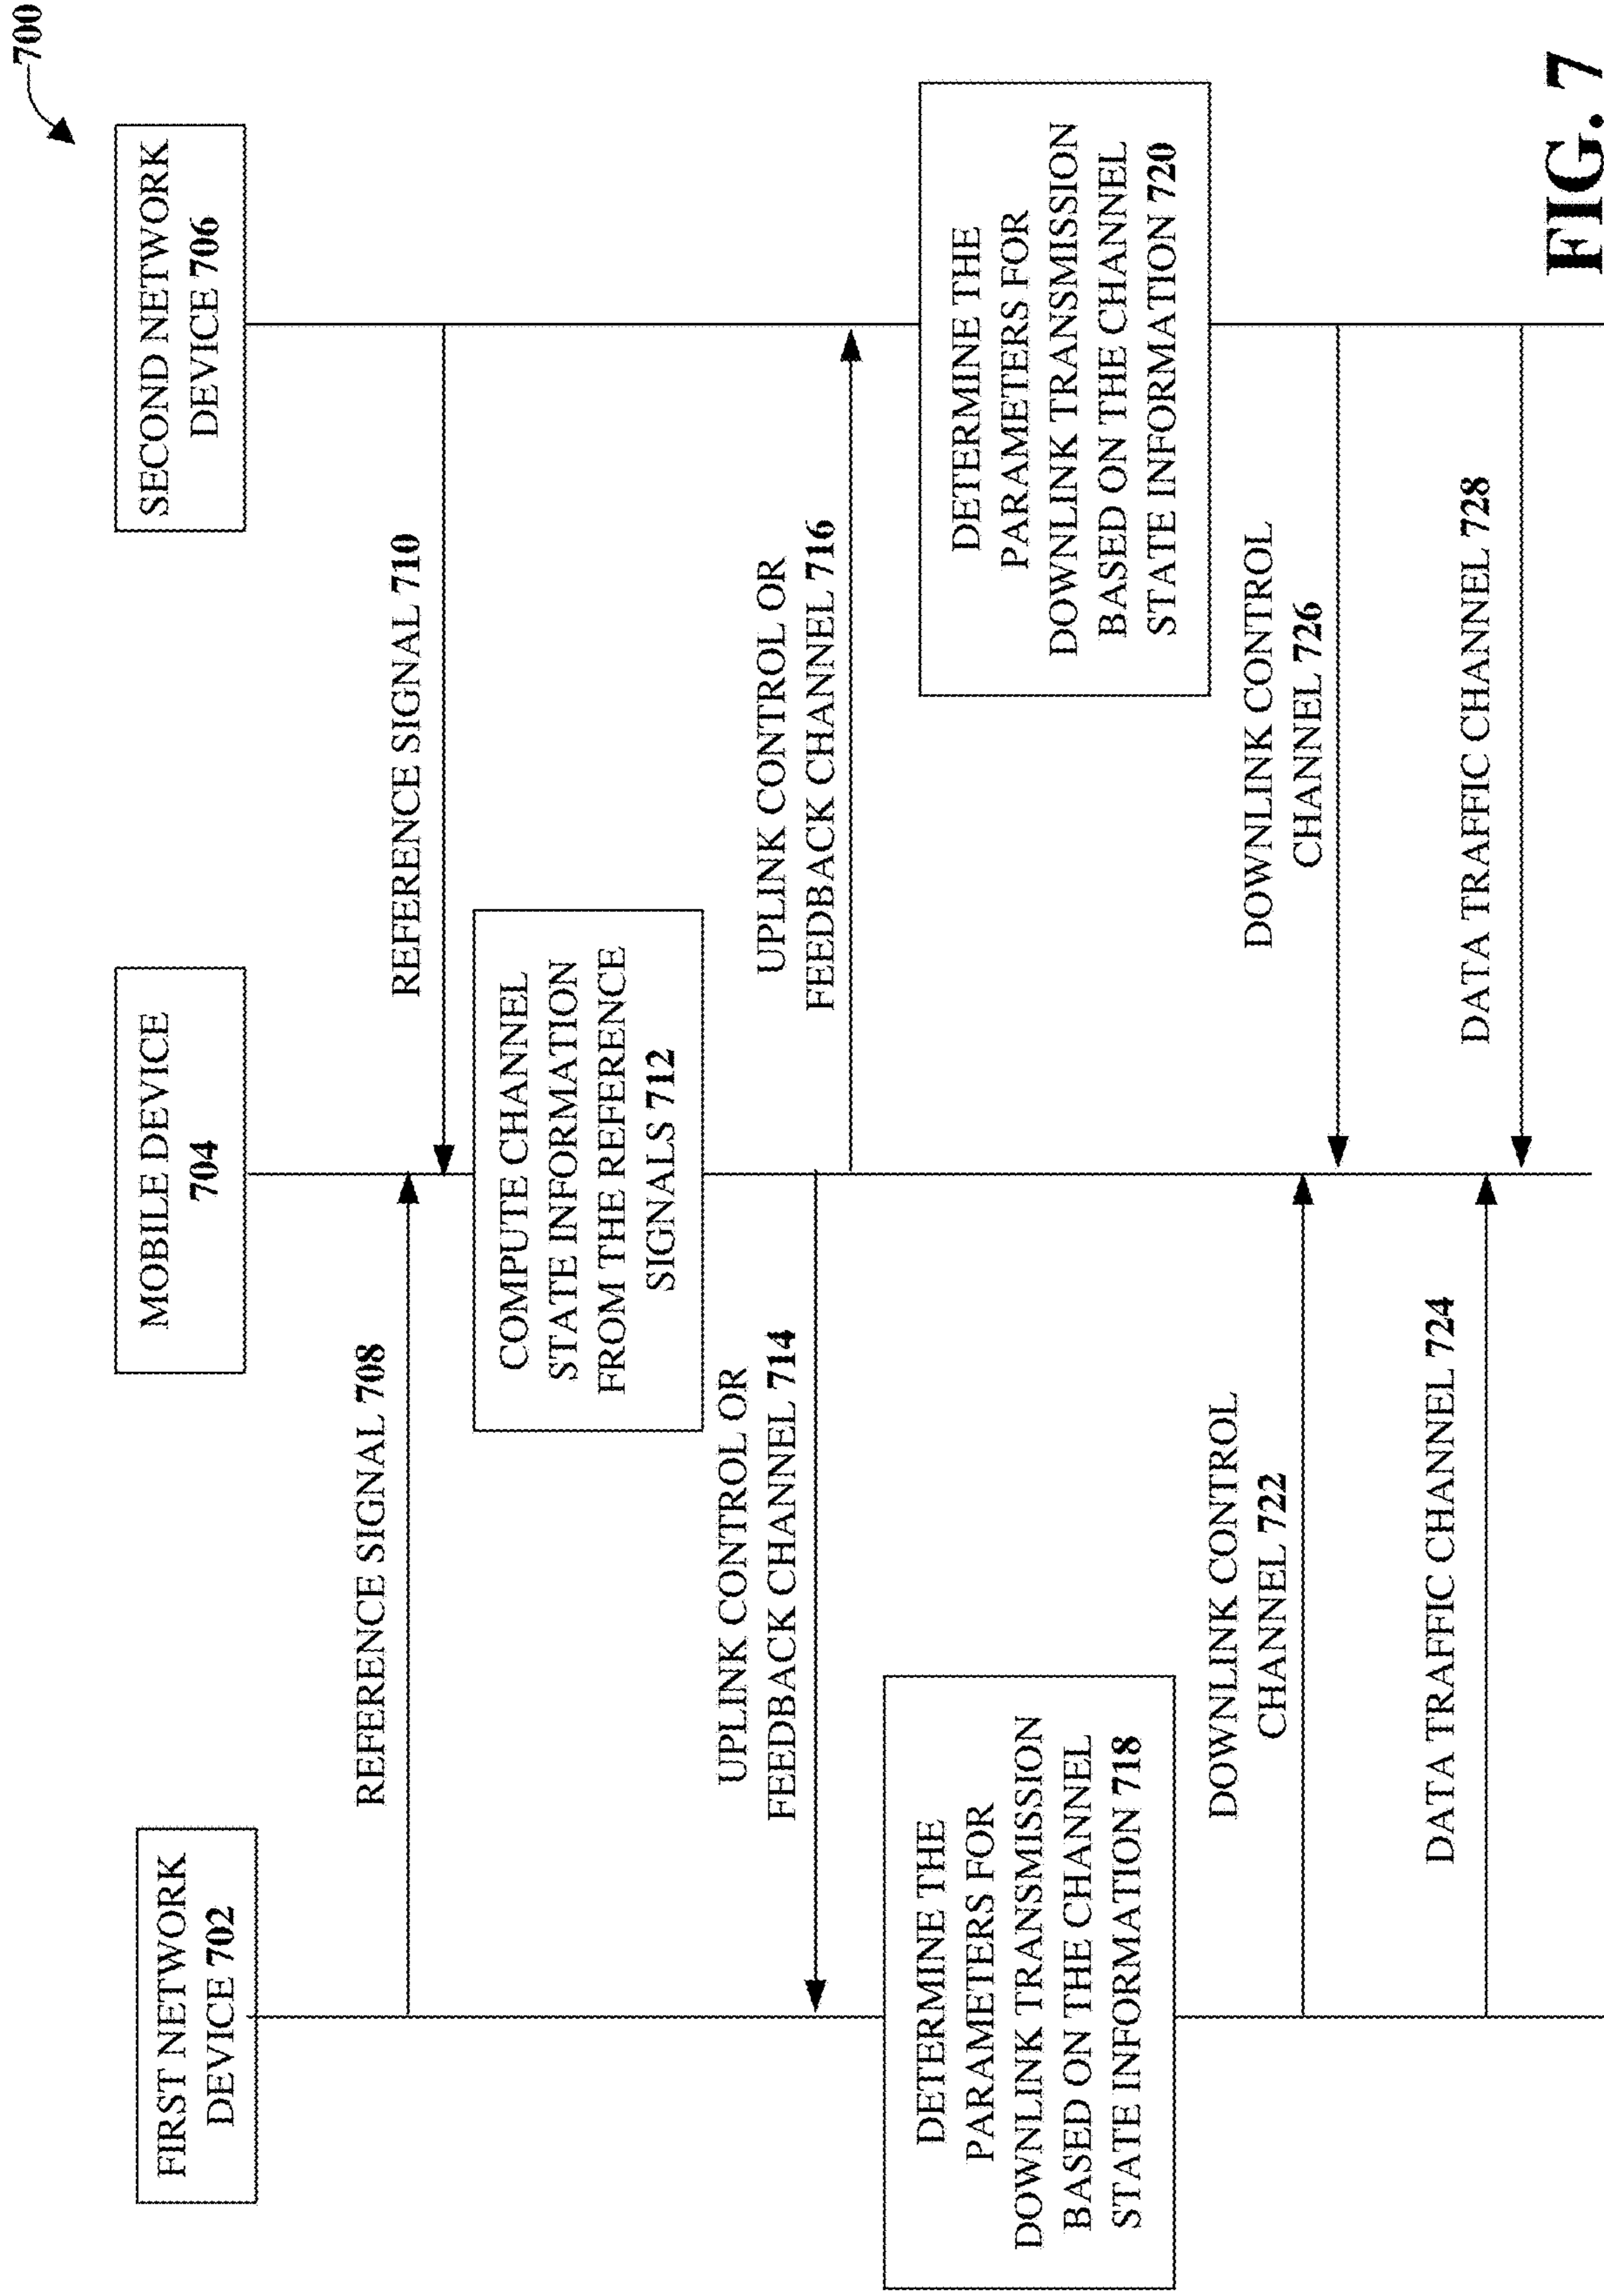 700
FIRST NETWORK
DEVICE 702
MOBILE DEVICE
704
SECOND NETWORK
DEVICE 706
REFERENCE SIGNAL 708
REFERENCE SIGNAL 710
COMPUTE CHANNEL
STATE INFORMATION
FROM THE REFERENCE
SIGNALS 712
UPLINK CONTROL OR
FEEDBACK CHANNEL 714
UPLINK CONTROL OR
FEEDBACK CHANNEL 716
DETERMINE THE
PARAMETERS FOR
DOWNLINK TRANSMISSION
BASED ON THE CHANNEL
STATE INFORMATION 718
DETERMINE THE
PARAMETERS FOR
DOWNLINK TRANSMISSION
BASED ON THE CHANNEL
STATE INFORMATION 720
DOWNLINK CONTROL
CHANNEL 722
DOWNLINK CONTROL
CHANNEL 726
DATA TRAFFIC CHANNEL 724
DATA TRAFFIC CHANNEL 728
FIG. 7